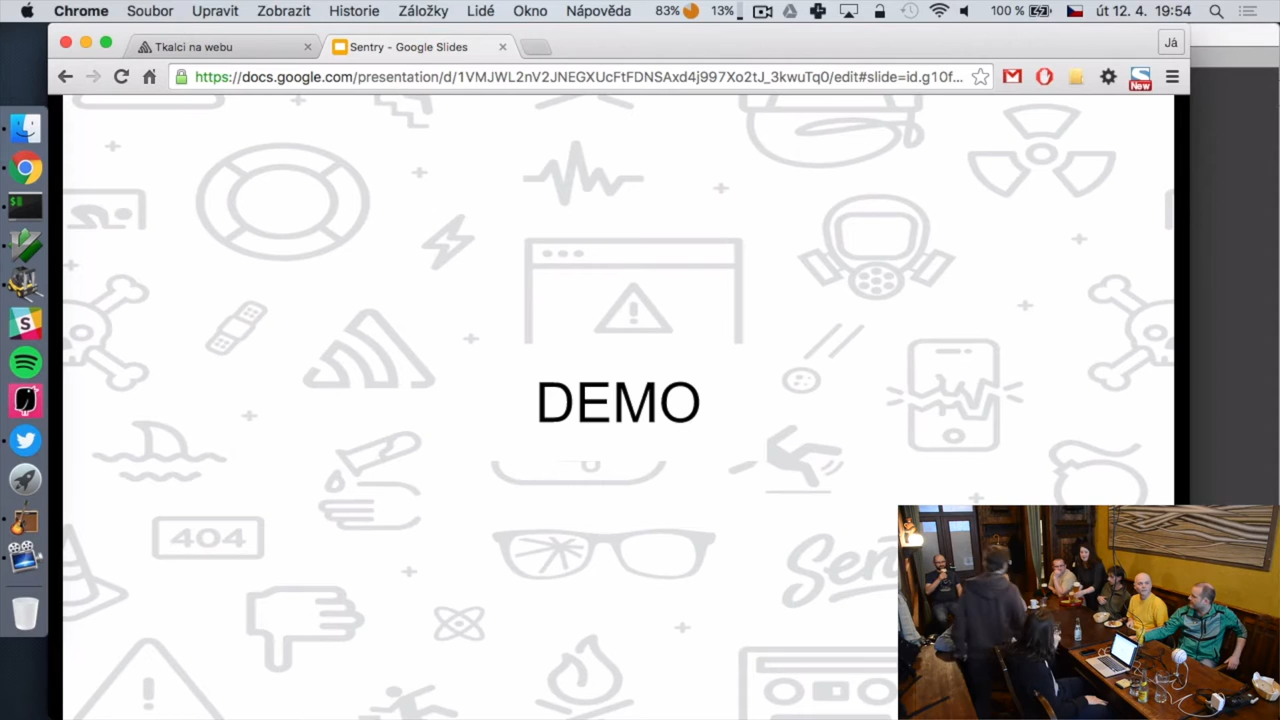 Chrome Soubor Upravit Zobrazit Historie Záložky Lidé Okno Nápověda 83% 13% 100 % út 12. 4. 19:54
Tkalci na webu
Sentry - Google Slides
Já
https://docs.google.com/presentation/d/1VMJWL2nV2JNEGXUcFtFDNSAxd4j997Xo2tJ_3kwuTq0/edit#slide=id.g10f...
New
DEMO
404